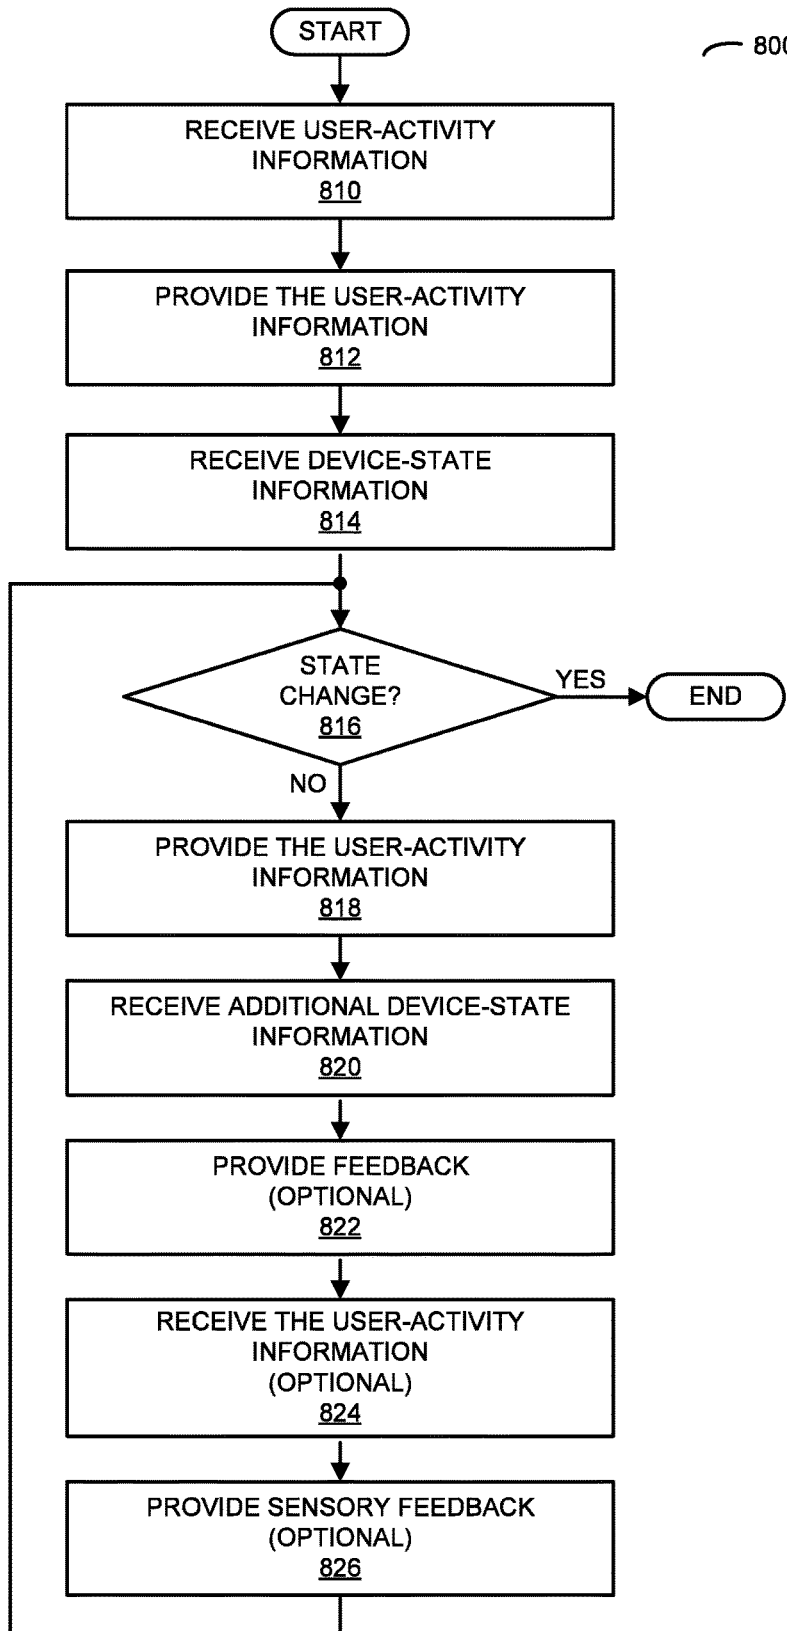 START
800
RECEIVE USER-ACTIVITY
INFORMATION
810
PROVIDE THE USER-ACTIVITY
INFORMATION
812
RECEIVE DEVICE-STATE
INFORMATION
814
STATE
CHANGE?
816
YES
END
NO
PROVIDE THE USER-ACTIVITY
INFORMATION
818
RECEIVE ADDITIONAL DEVICE-STATE
INFORMATION
820
PROVIDE FEEDBACK
(OPTIONAL)
822
RECEIVE THE USER-ACTIVITY
INFORMATION
(OPTIONAL)
824
PROVIDE SENSORY FEEDBACK
(OPTIONAL)
826